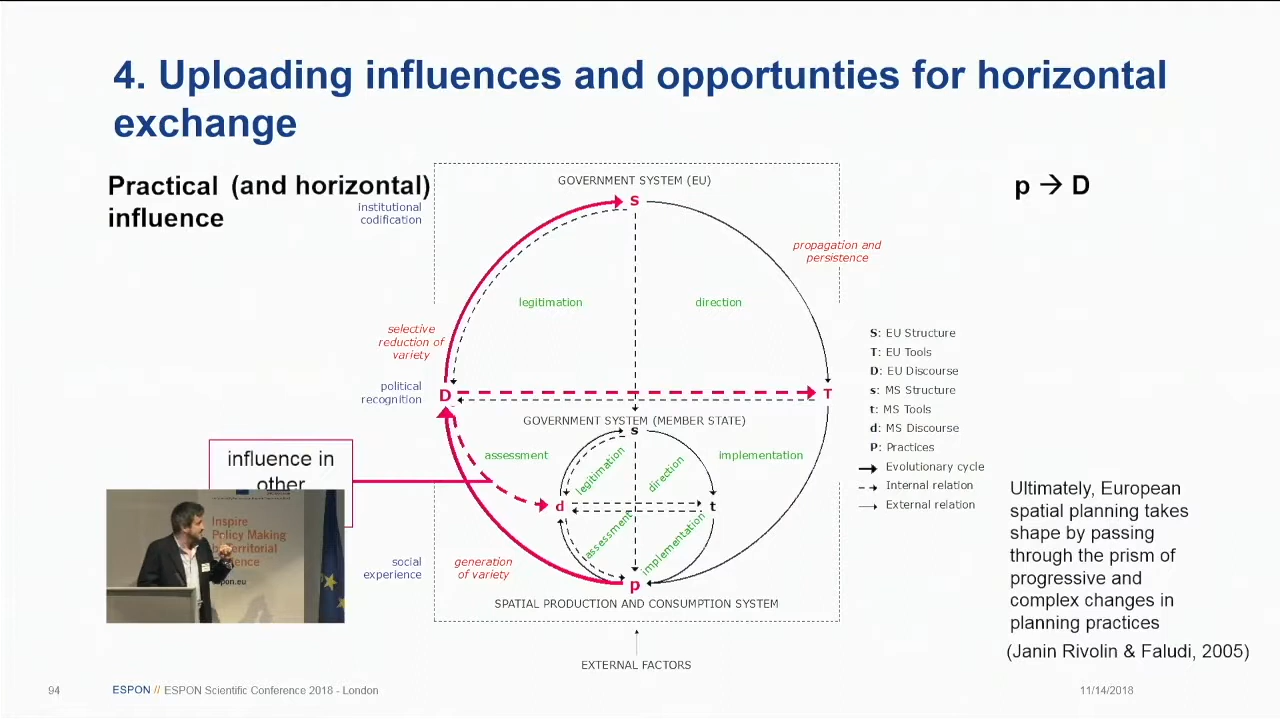 4. Uploading influences and opportunties for horizontal
exchange
Practical (and horizontal)
influence
p → D
institutional
codification
GOVERNMENT SYSTEM (EU)
S
propagation and
persistence
legitimation
direction
selective
reduction of
variety
political
recognition
D
T
GOVERNMENT SYSTEM (MEMBER STATE)
s
assessment
implementation
legitimation
direction
d
t
assessment
implementation
social
experience
generation
of variety
p
SPATIAL PRODUCTION AND CONSUMPTION SYSTEM
EXTERNAL FACTORS
S: EU Structure
T: EU Tools
D: EU Discourse
s: MS Structure
t: MS Tools
d: MS Discourse
P: Practices
Evolutionary cycle
Internal relation
External relation
influence in
other
Inspire
Policy Making
Territorial
espon.eu
Ultimately, European
spatial planning takes
shape by passing
through the prism of
progressive and
complex changes in
planning practices
(Janin Rivolin & Faludi, 2005)
94
ESPON // ESPON Scientific Conference 2018 - London
11/14/2018